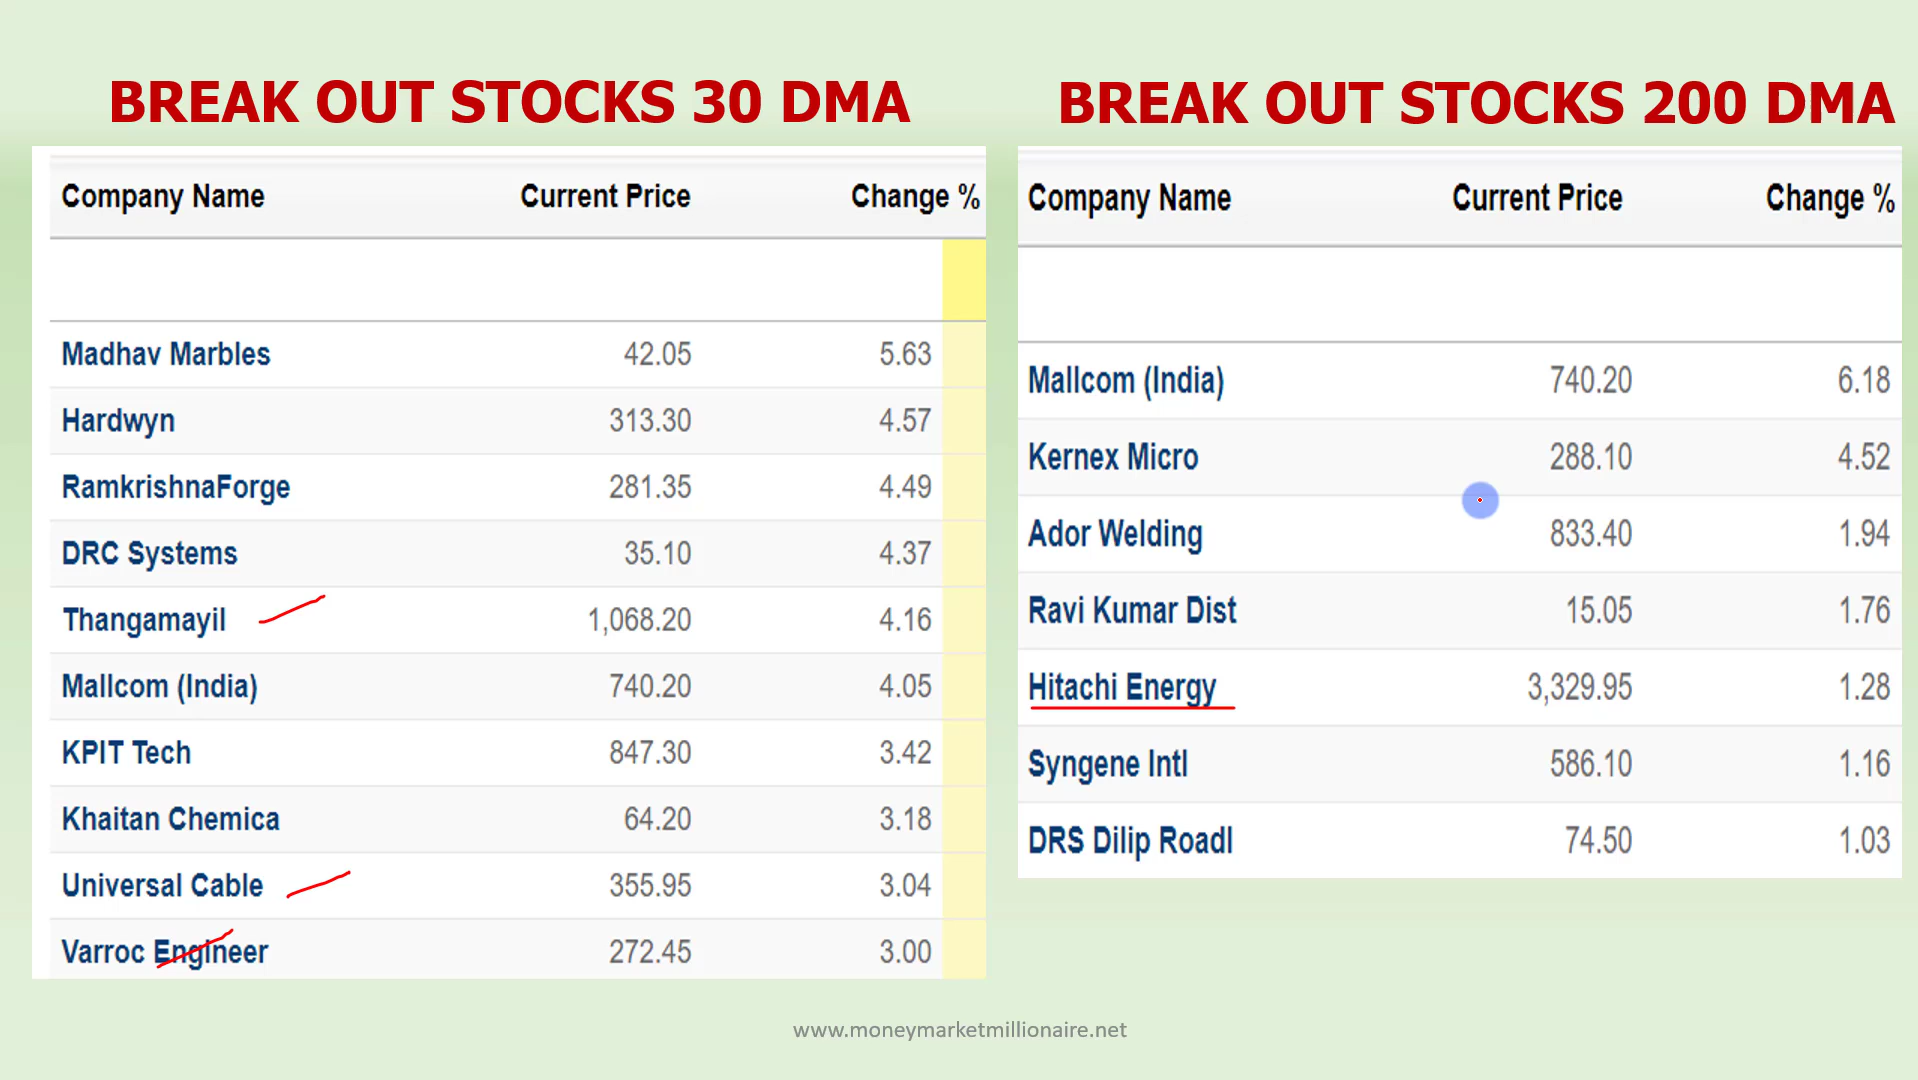 BREAK OUT STOCKS 30 DMA
Company Name Current Price Change %
Madhav Marbles 42.05 5.63
Hardwyn 313.30 4.57
RamkrishnaForge 281.35 4.49
DRC Systems 35.10 4.37
Thangamayil 1,068.20 4.16
Mallcom (India) 740.20 4.05
KPIT Tech 847.30 3.42
Khaitan Chemica 64.20 3.18
Universal Cable 355.95 3.04
Varroc Engineer 272.45 3.00
BREAK OUT STOCKS 200 DMA
Company Name Current Price Change %
Mallcom (India) 740.20 6.18
Kernex Micro 288.10 4.52
Ador Welding 833.40 1.94
Ravi Kumar Dist 15.05 1.76
Hitachi Energy 3,329.95 1.28
Syngene Intl 586.10 1.16
DRS Dilip Roadl 74.50 1.03
www.moneymarketmillionaire.net